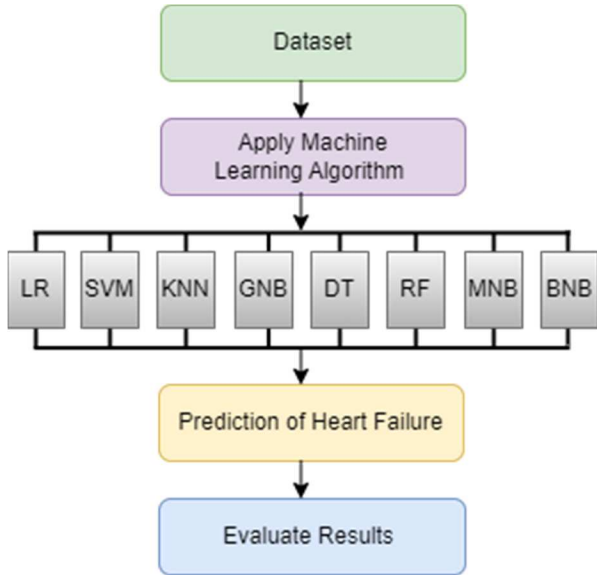 Dataset
Apply Machine
Learning Algorithm
LR SVM KNN GNB DT RF MNB BNB
Prediction of Heart Failure
Evaluate Results